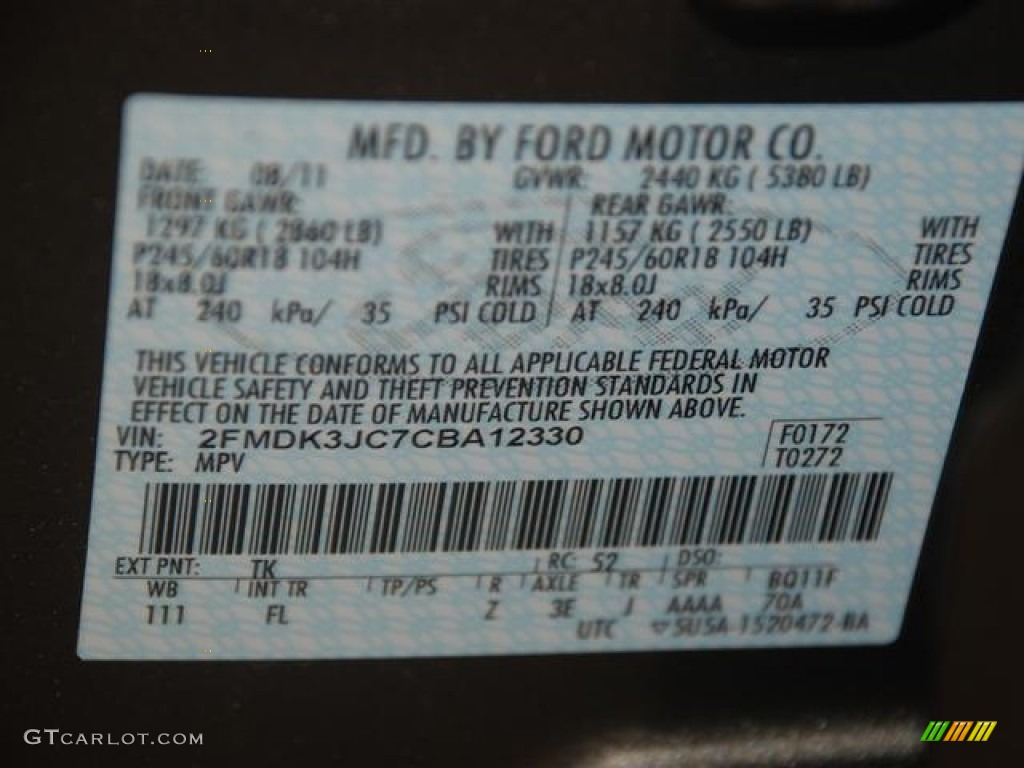 MFD. BY FORD MOTOR CO.
DATE: 08/11 GVWR: 2440 KG ( 5380 LB)
FRONT GAWR: REAR GAWR:
1297 KG ( 2860 LB) WITH 1157 KG ( 2550 LB) WITH
P245/60R18 104H TIRES P245/60R18 104H TIRES
18x8.0J RIMS 18x8.0J RIMS
AT 240 kPa/ 35 PSI COLD AT 240 kPa/ 35 PSI COLD
THIS VEHICLE CONFORMS TO ALL APPLICABLE FEDERAL MOTOR
VEHICLE SAFETY AND THEFT PREVENTION STANDARDS IN
EFFECT ON THE DATE OF MANUFACTURE SHOWN ABOVE.
VIN: 2FMDK3JC7CBA12330 F0172
TYPE: MPV T0272
EXT PNT: TK RC: 52 DSO:
WB INT TR TP/PS R AXLE TR SPR BQ11F
111 FL Z 3E J AAAA 70A
UTC SU5A-1520472-BA
GTCARLOT.COM